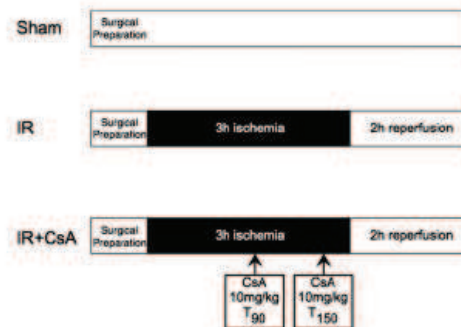 Sham
Surgical
Preparation
IR
Surgical
Preparation
3h ischemia
2h reperfusion
IR+CsA
Surgical
Preparation
3h ischemia
2h reperfusion
CsA
10mg/kg
T90
CsA
10mg/kg
T150